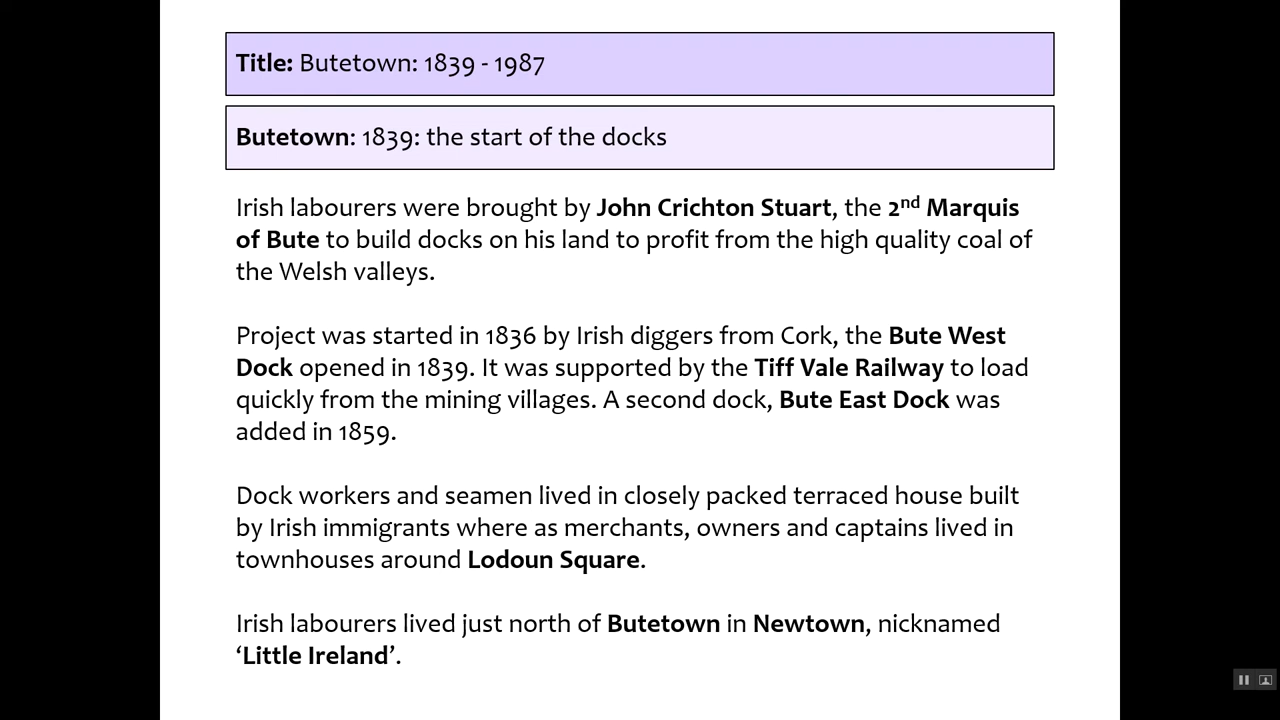 Title: Butetown: 1839 - 1987
Butetown: 1839: the start of the docks
Irish labourers were brought by John Crichton Stuart, the 2nd Marquis
of Bute to build docks on his land to profit from the high quality coal of
the Welsh valleys.
Project was started in 1836 by Irish diggers from Cork, the Bute West
Dock opened in 1839. It was supported by the Tiff Vale Railway to load
quickly from the mining villages. A second dock, Bute East Dock was
added in 1859.
Dock workers and seamen lived in closely packed terraced house built
by Irish immigrants where as merchants, owners and captains lived in
townhouses around Lodoun Square.
Irish labourers lived just north of Butetown in Newtown, nicknamed
‘Little Ireland’.